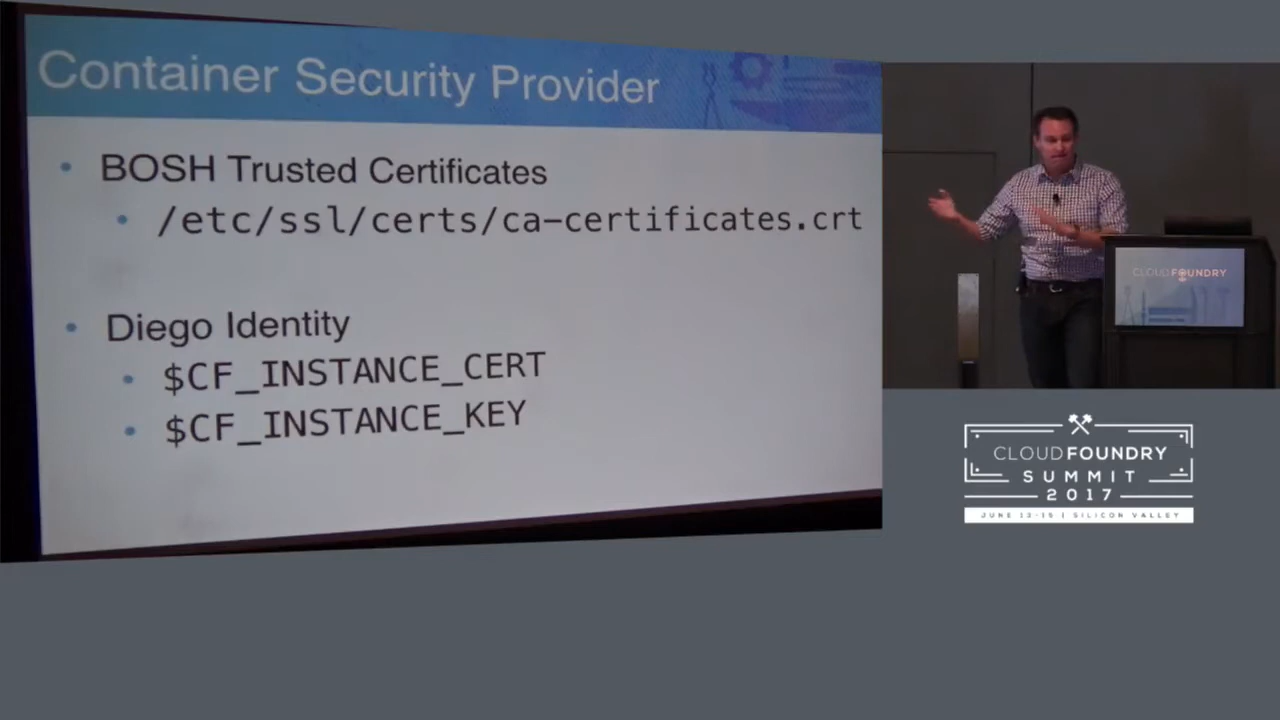 Container Security Provider
• BOSH Trusted Certificates
• /etc/ssl/certs/ca-certificates.crt
• Diego Identity
• $CF_INSTANCE_CERT
• $CF_INSTANCE_KEY
CLOUD FOUNDRY
CLOUD FOUNDRY
SUMMIT
2017
JUNE 13-15 | SILICON VALLEY